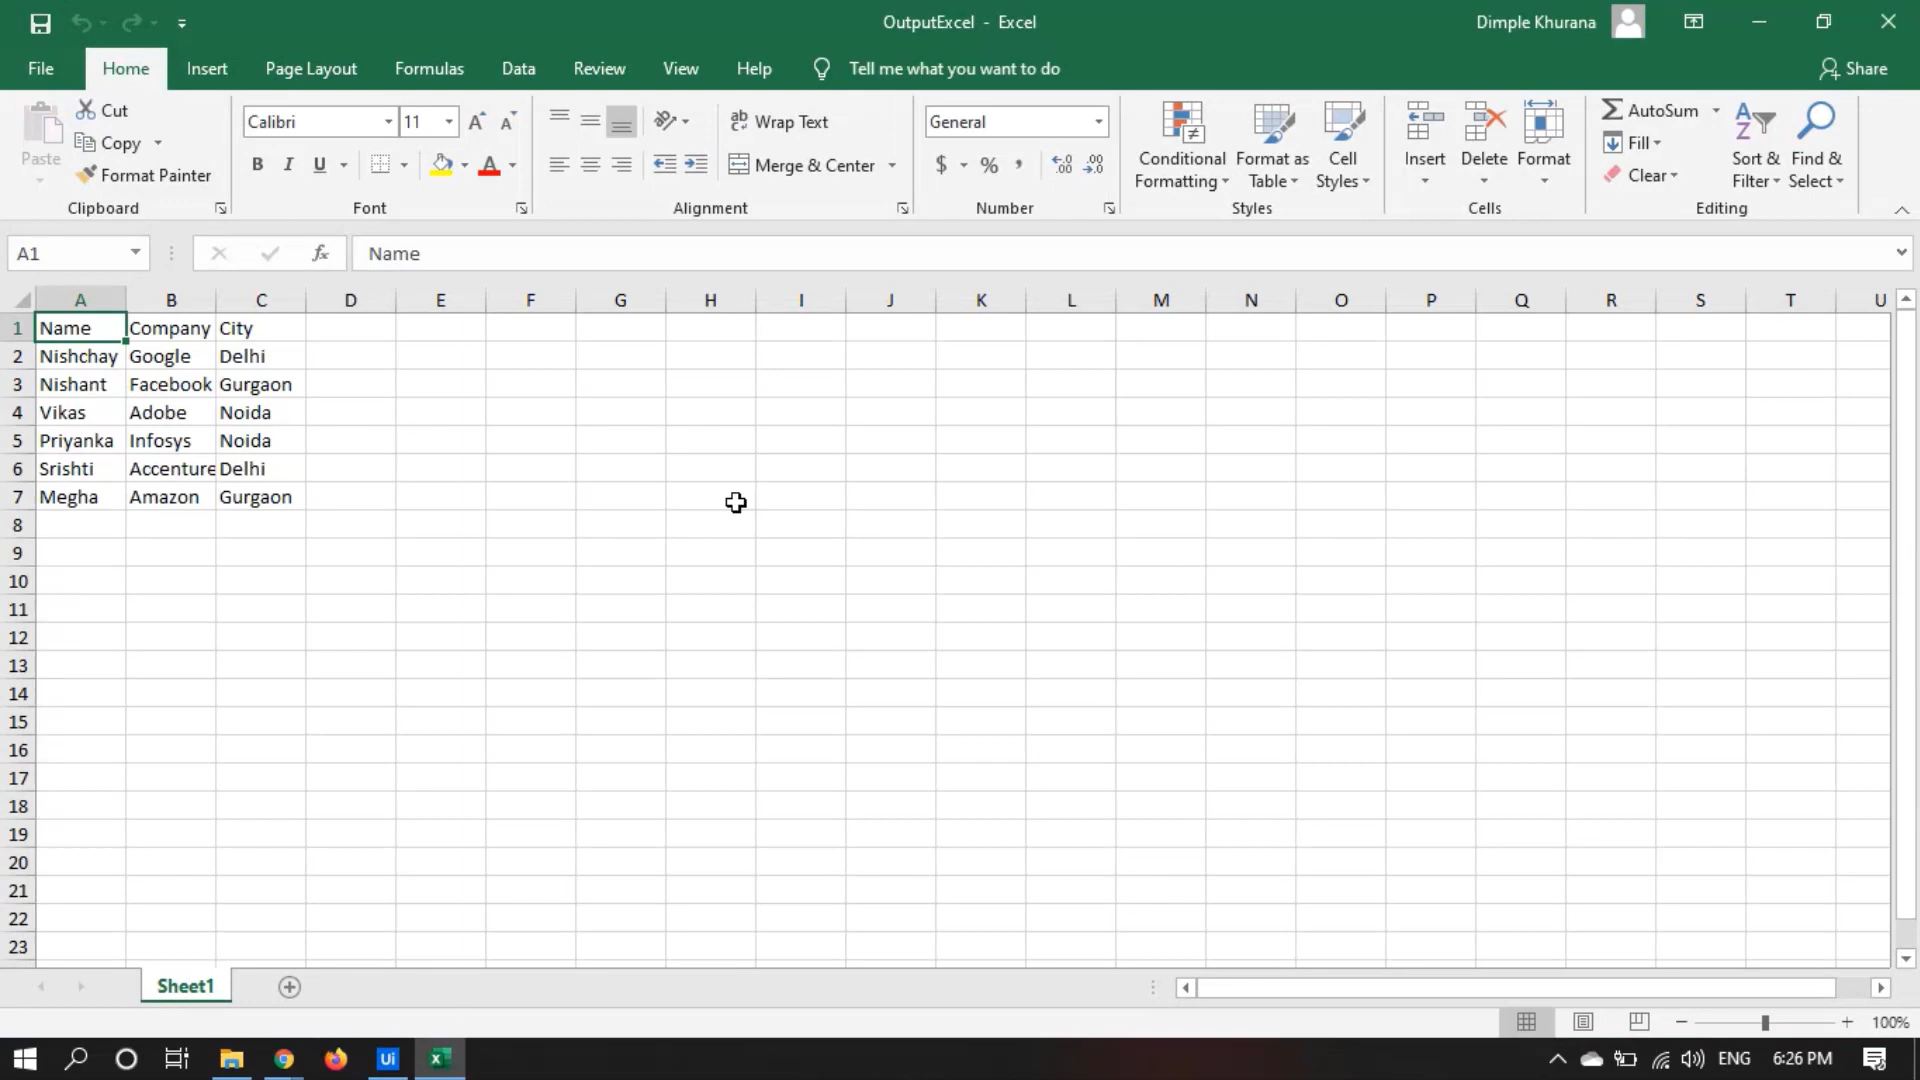 OutputExcel - Excel
Dimple Khurana
File Home Insert Page Layout Formulas Data Review View Help Tell me what you want to do Share
Paste
Cut
Copy
Format Painter
Clipboard
Calibri 11 A A
B I U A
Font
ab Wrap Text
Merge & Center
Alignment
General
$ % ,
Number
Conditional Formatting
Format as Table
Cell Styles
Styles
Insert
Delete
Format
Cells
AutoSum
Fill
Clear
Sort & Filter
Find & Select
Editing
A1 fx Name
A B C D E F G H I J K L M N O P Q R S T U
1 Name Company City
2 Nishchay Google Delhi
3 Nishant Facebook Gurgaon
4 Vikas Adobe Noida
5 Priyanka Infosys Noida
6 Srishti Accenture Delhi
7 Megha Amazon Gurgaon
8
9
10
11
12
13
14
15
16
17
18
19
20
21
22
23
Sheet1
100%
Ui ENG 6:26 PM